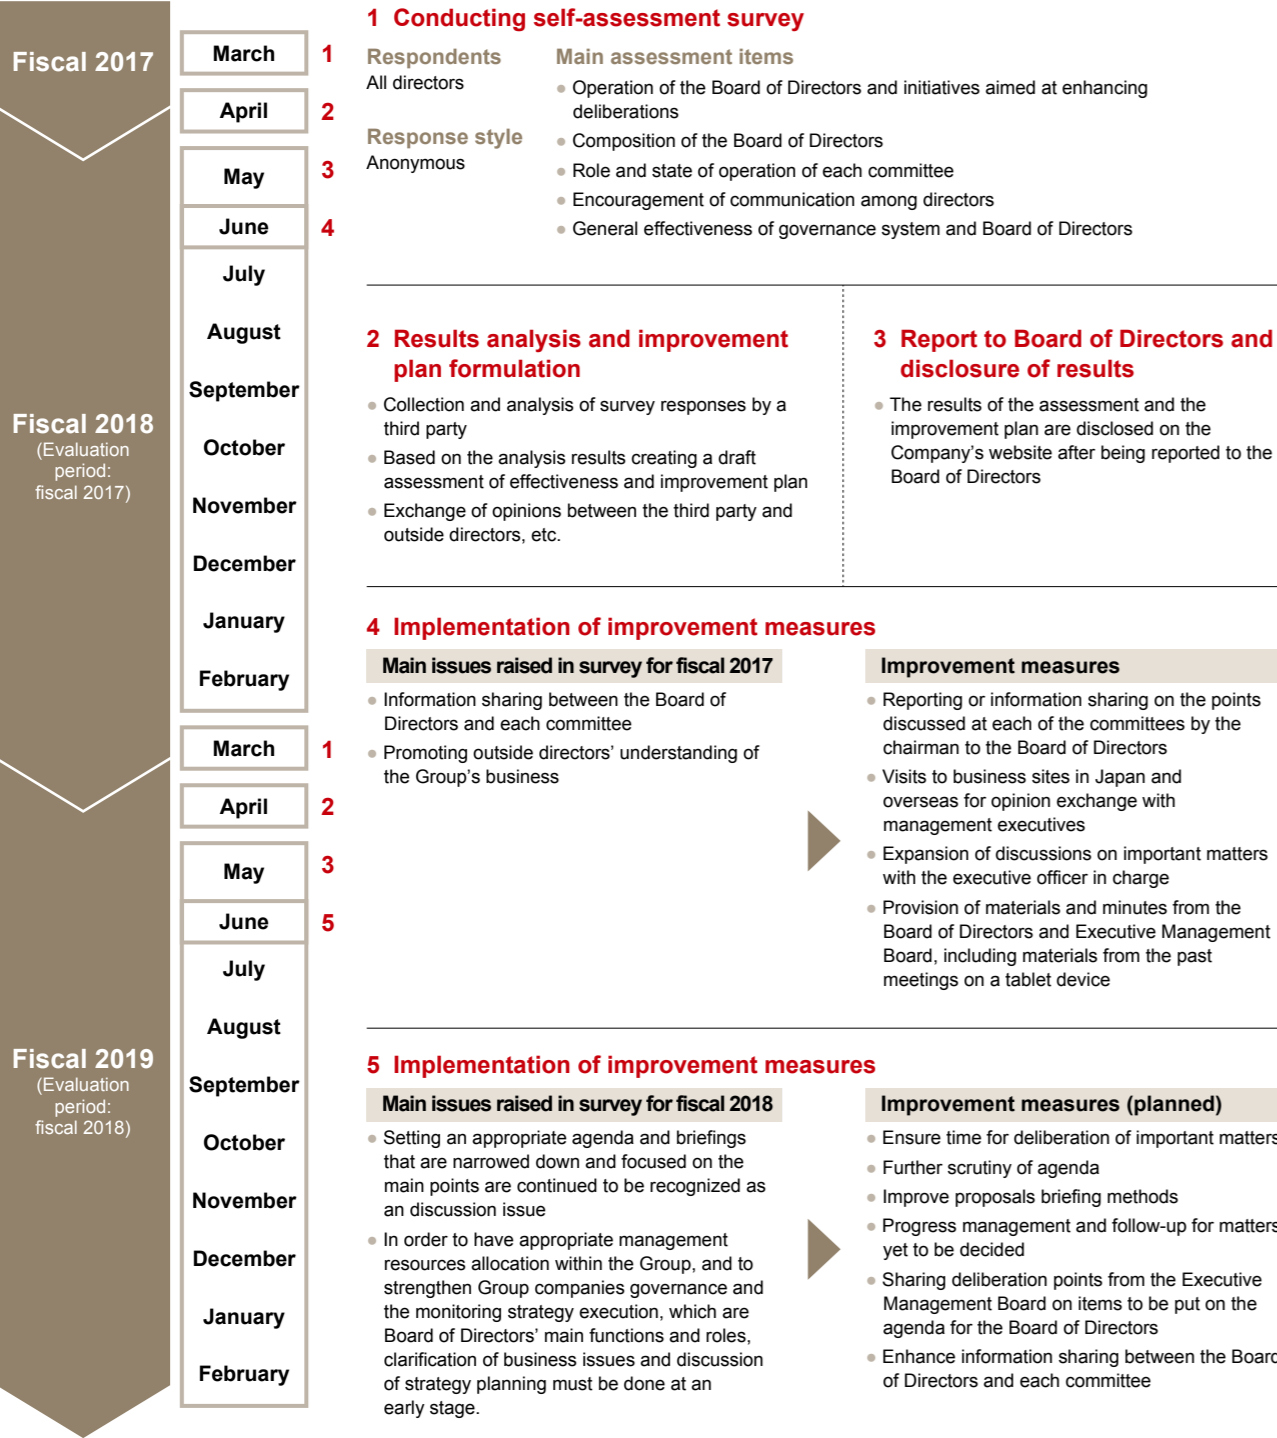 Fiscal 2017
March 1
April 2
May 3
June 4
July
August
September
October
November
December
January
February
Fiscal 2018
(Evaluation
period:
fiscal 2017)
March 1
April 2
May 3
June 5
July
August
September
October
November
December
January
February
Fiscal 2019
(Evaluation
period:
fiscal 2018)
1 Conducting self-assessment survey
Respondents
All directors
Response style
Anonymous
Main assessment items
● Operation of the Board of Directors and initiatives aimed at enhancing
deliberations
● Composition of the Board of Directors
● Role and state of operation of each committee
● Encouragement of communication among directors
● General effectiveness of governance system and Board of Directors
2 Results analysis and improvement
plan formulation
● Collection and analysis of survey responses by a
third party
● Based on the analysis results creating a draft
assessment of effectiveness and improvement plan
● Exchange of opinions between the third party and
outside directors, etc.
3 Report to Board of Directors and
disclosure of results
● The results of the assessment and the
improvement plan are disclosed on the
Company's website after being reported to the
Board of Directors
4 Implementation of improvement measures
Main issues raised in survey for fiscal 2017
● Information sharing between the Board of
Directors and each committee
● Promoting outside directors' understanding of
the Group's business
Improvement measures
● Reporting or information sharing on the points
discussed at each of the committees by the
chairman to the Board of Directors
● Visits to business sites in Japan and
overseas for opinion exchange with
management executives
● Expansion of discussions on important matters
with the executive officer in charge
● Provision of materials and minutes from the
Board of Directors and Executive Management
Board, including materials from the past
meetings on a tablet device
5 Implementation of improvement measures
Main issues raised in survey for fiscal 2018
● Setting an appropriate agenda and briefings
that are narrowed down and focused on the
main points are continued to be recognized as
an discussion issue
● In order to have appropriate management
resources allocation within the Group, and to
strengthen Group companies governance and
the monitoring strategy execution, which are
Board of Directors' main functions and roles,
clarification of business issues and discussion
of strategy planning must be done at an
early stage.
Improvement measures (planned)
● Ensure time for deliberation of important matters
● Further scrutiny of agenda
● Improve proposals briefing methods
● Progress management and follow-up for matters
yet to be decided
● Sharing deliberation points from the Executive
Management Board on items to be put on the
agenda for the Board of Directors
● Enhance information sharing between the Board
of Directors and each committee